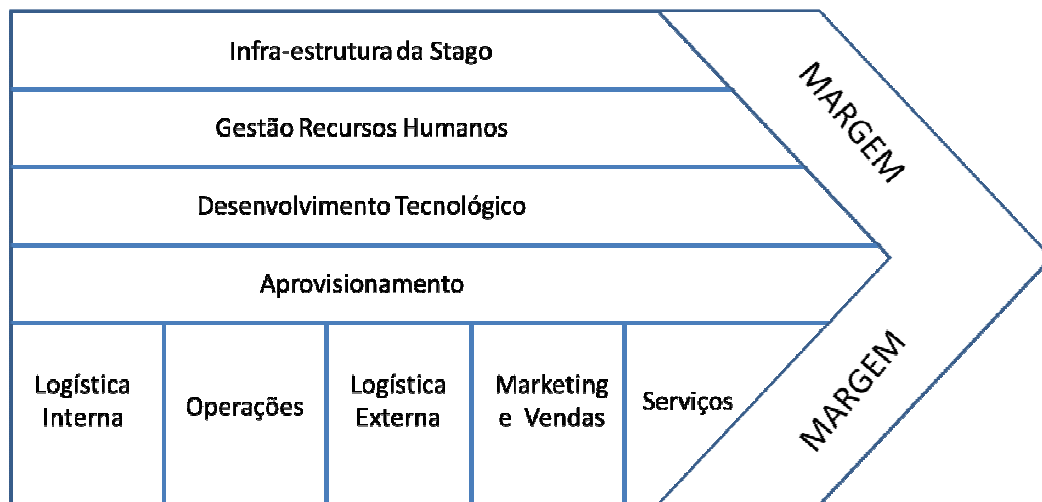 Infra-estrutura da Stago
MARGEM
Gestão Recursos Humanos
Desenvolvimento Tecnológico
Aprovisionamento
Logística
Interna
Operações
Logística
Externa
Marketing
e Vendas
Serviços
MARGEM